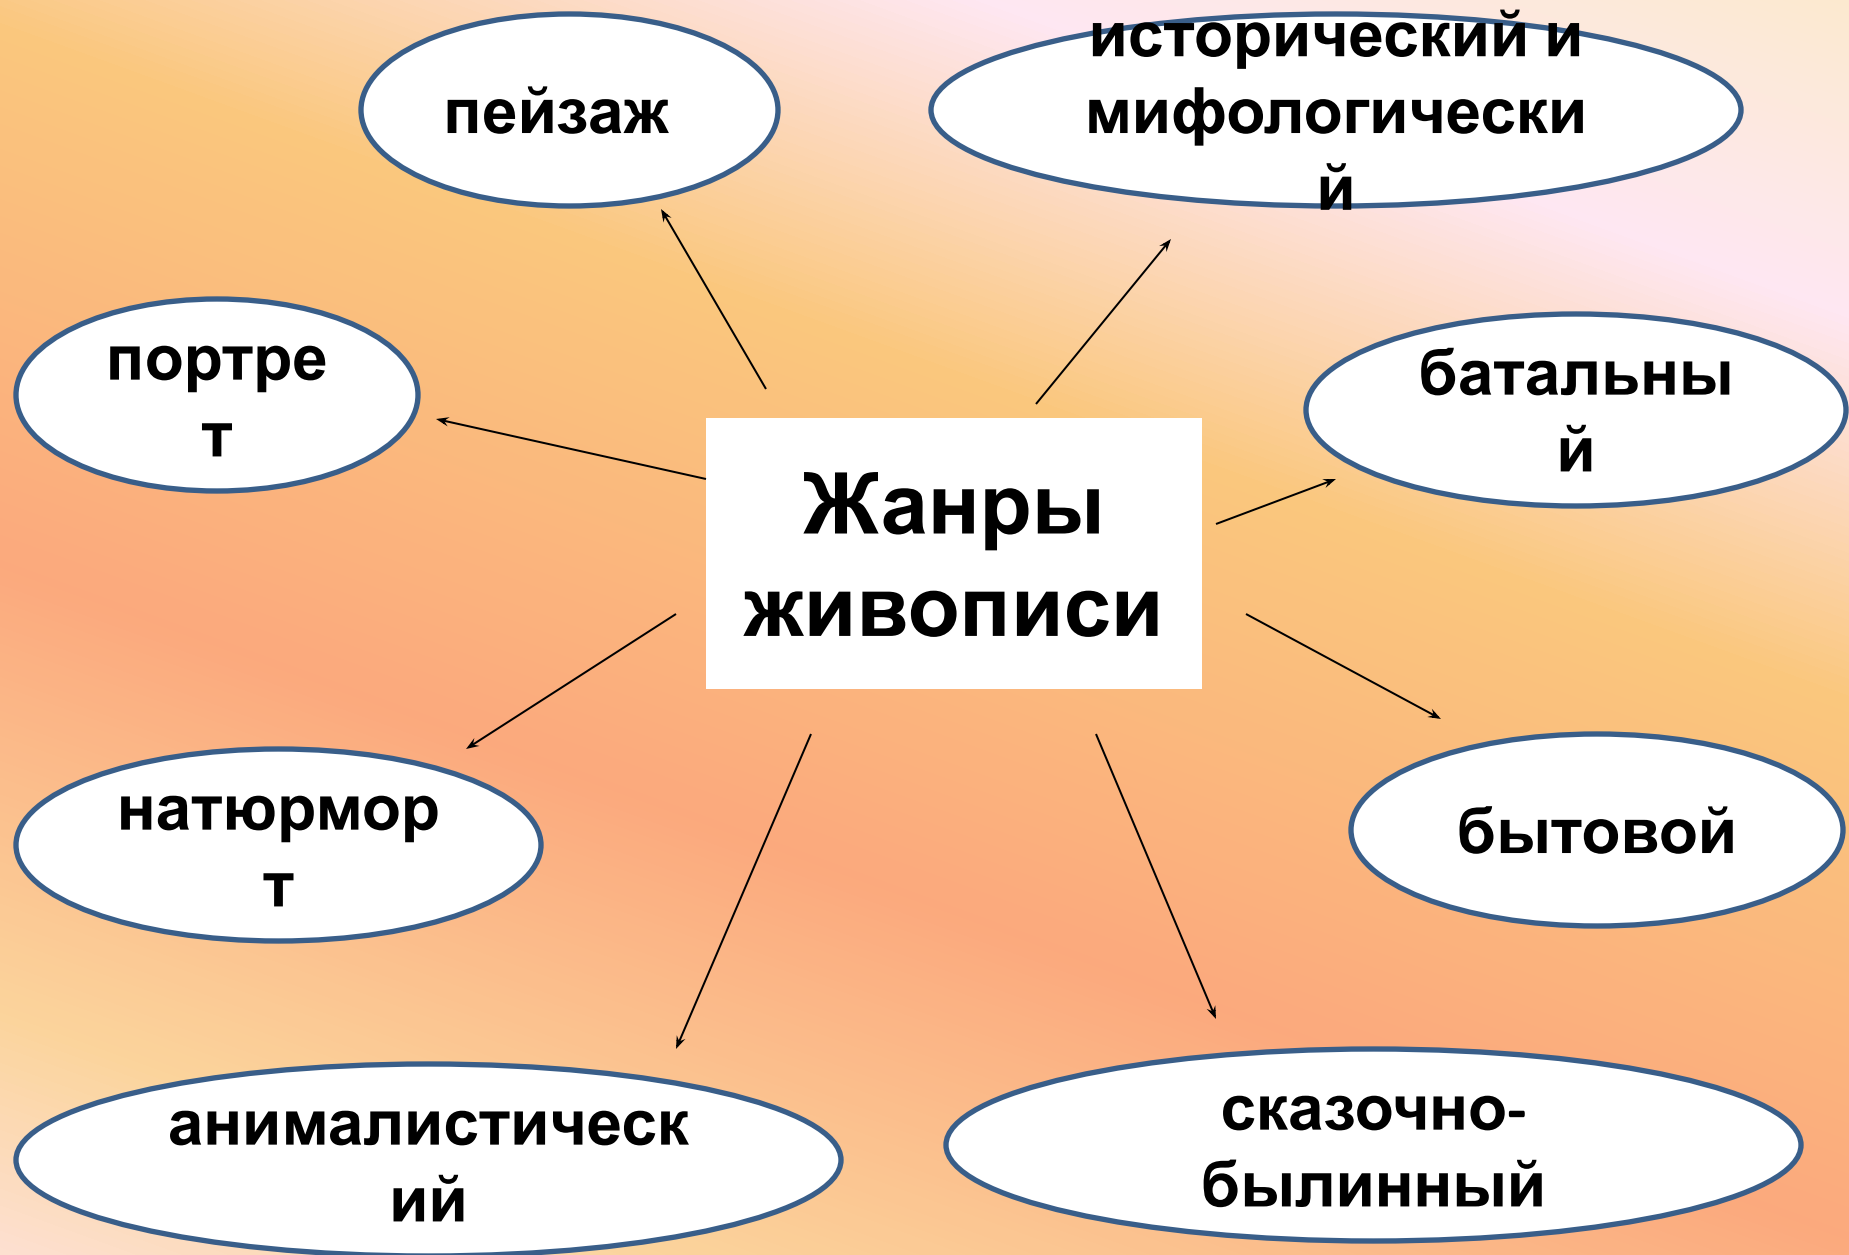 пейзаж
исторический и
мифологически
й
портре
т
батальны
й
Жанры
живописи
натюрмор
т
бытовой
анималистическ
ий
сказочно-
былинный